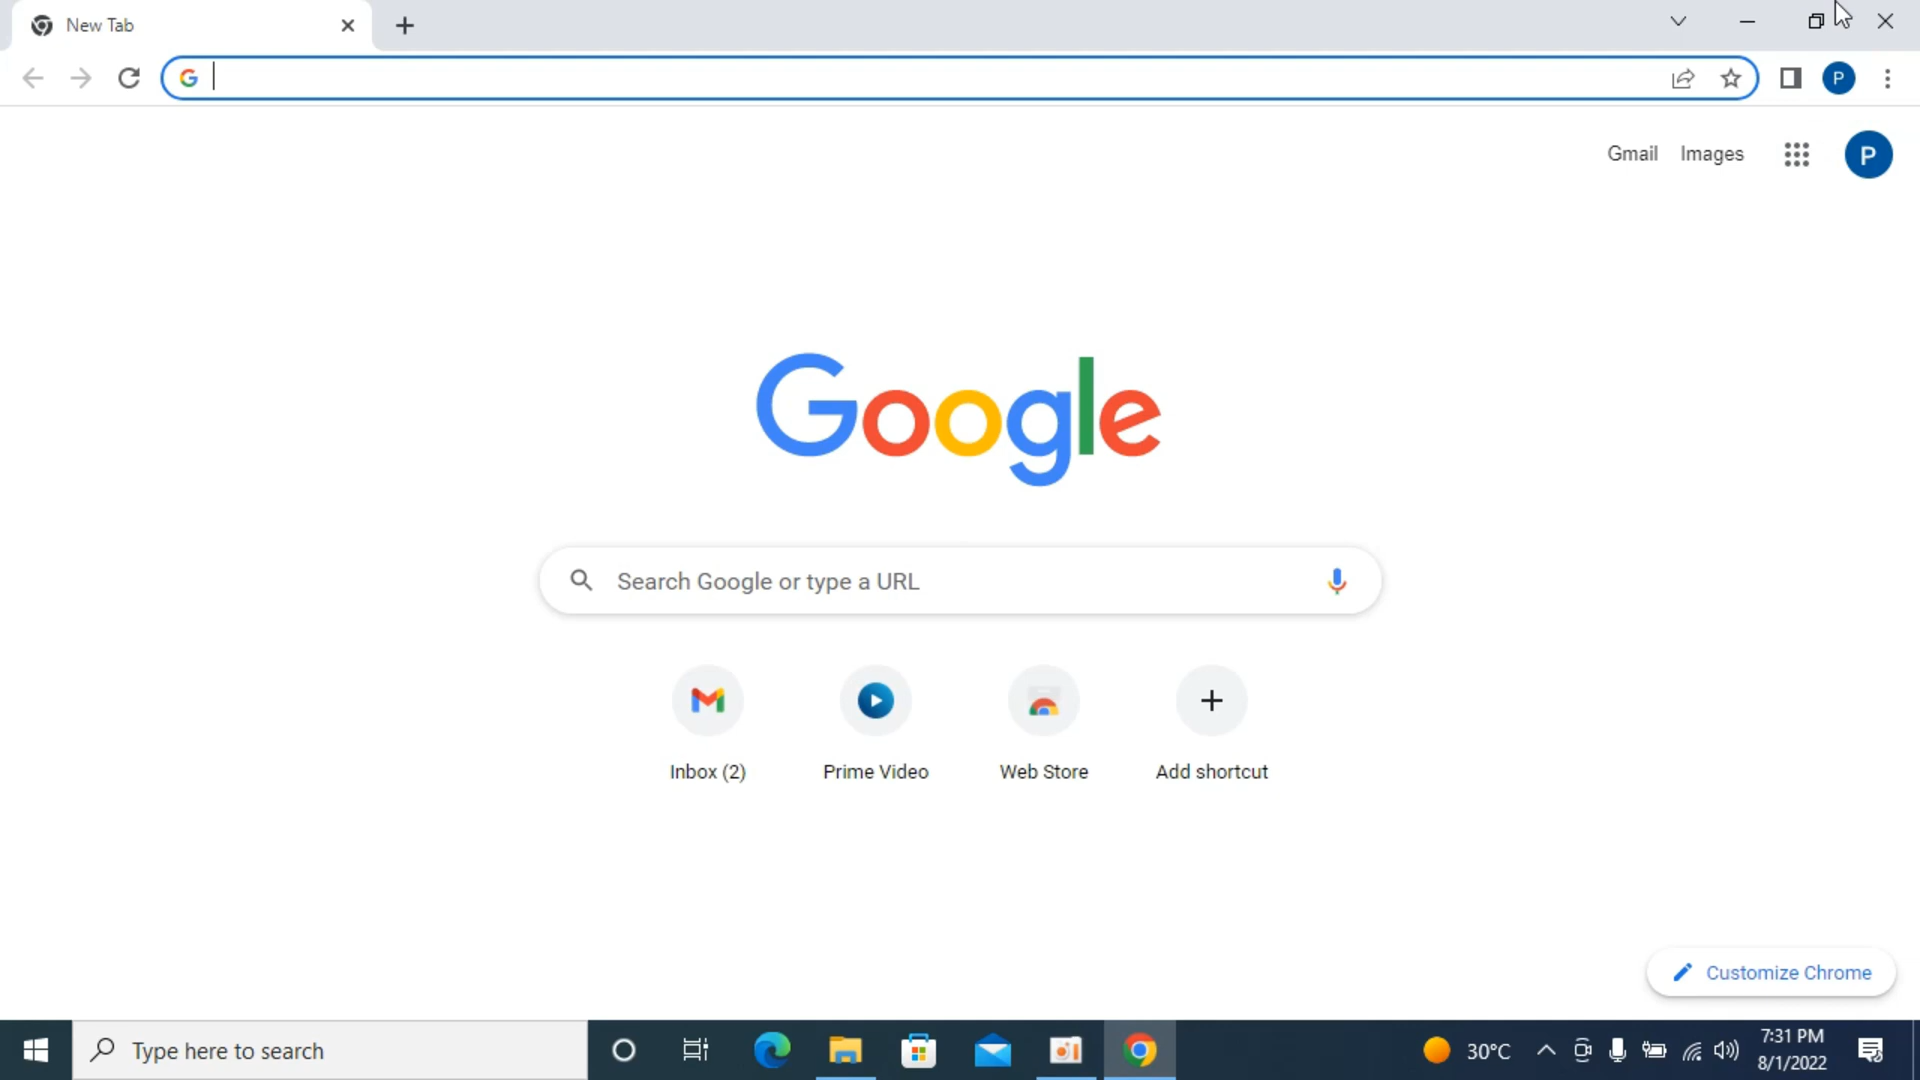 New Tab
P
Gmail Images
P
Google
Search Google or type a URL
Inbox (2) Prime Video Web Store Add shortcut
Customize Chrome
Type here to search
30°C
7:31 PM
8/1/2022